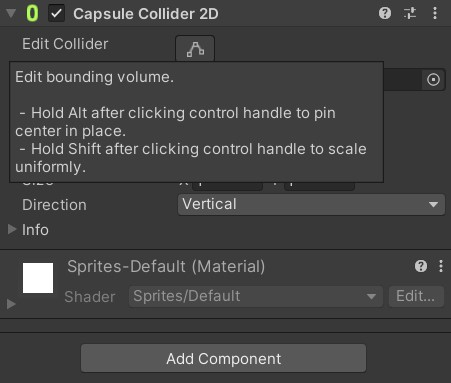 Capsule Collider 2D
Edit Collider
Edit bounding volume.
- Hold Alt after clicking control handle to pin
center in place.
- Hold Shift after clicking control handle to scale
uniformly.
Direction
Vertical
Info
Sprites-Default (Material)
Shader
Sprites/Default
Edit...
Add Component